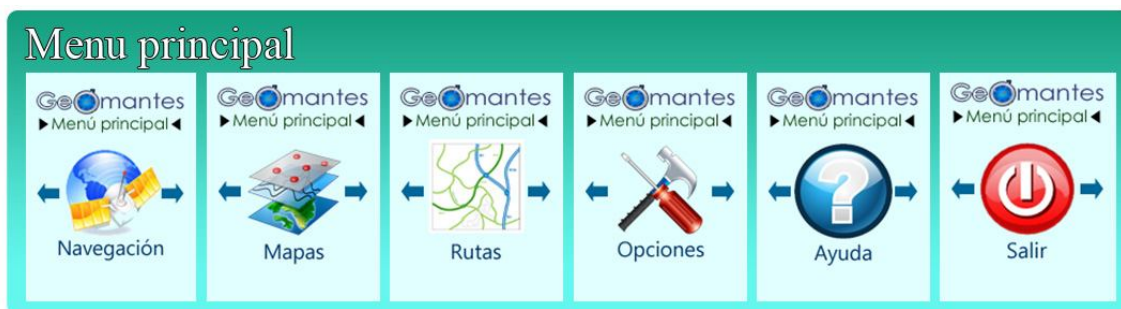 Menu principal
Geomantes
Menú principal
Navegación
Geomantes
Menú principal
Mapas
Geomantes
Menú principal
Rutas
Geomantes
Menú principal
Opciones
Geomantes
Menú principal
Ayuda
Geomantes
Menú principal
Salir